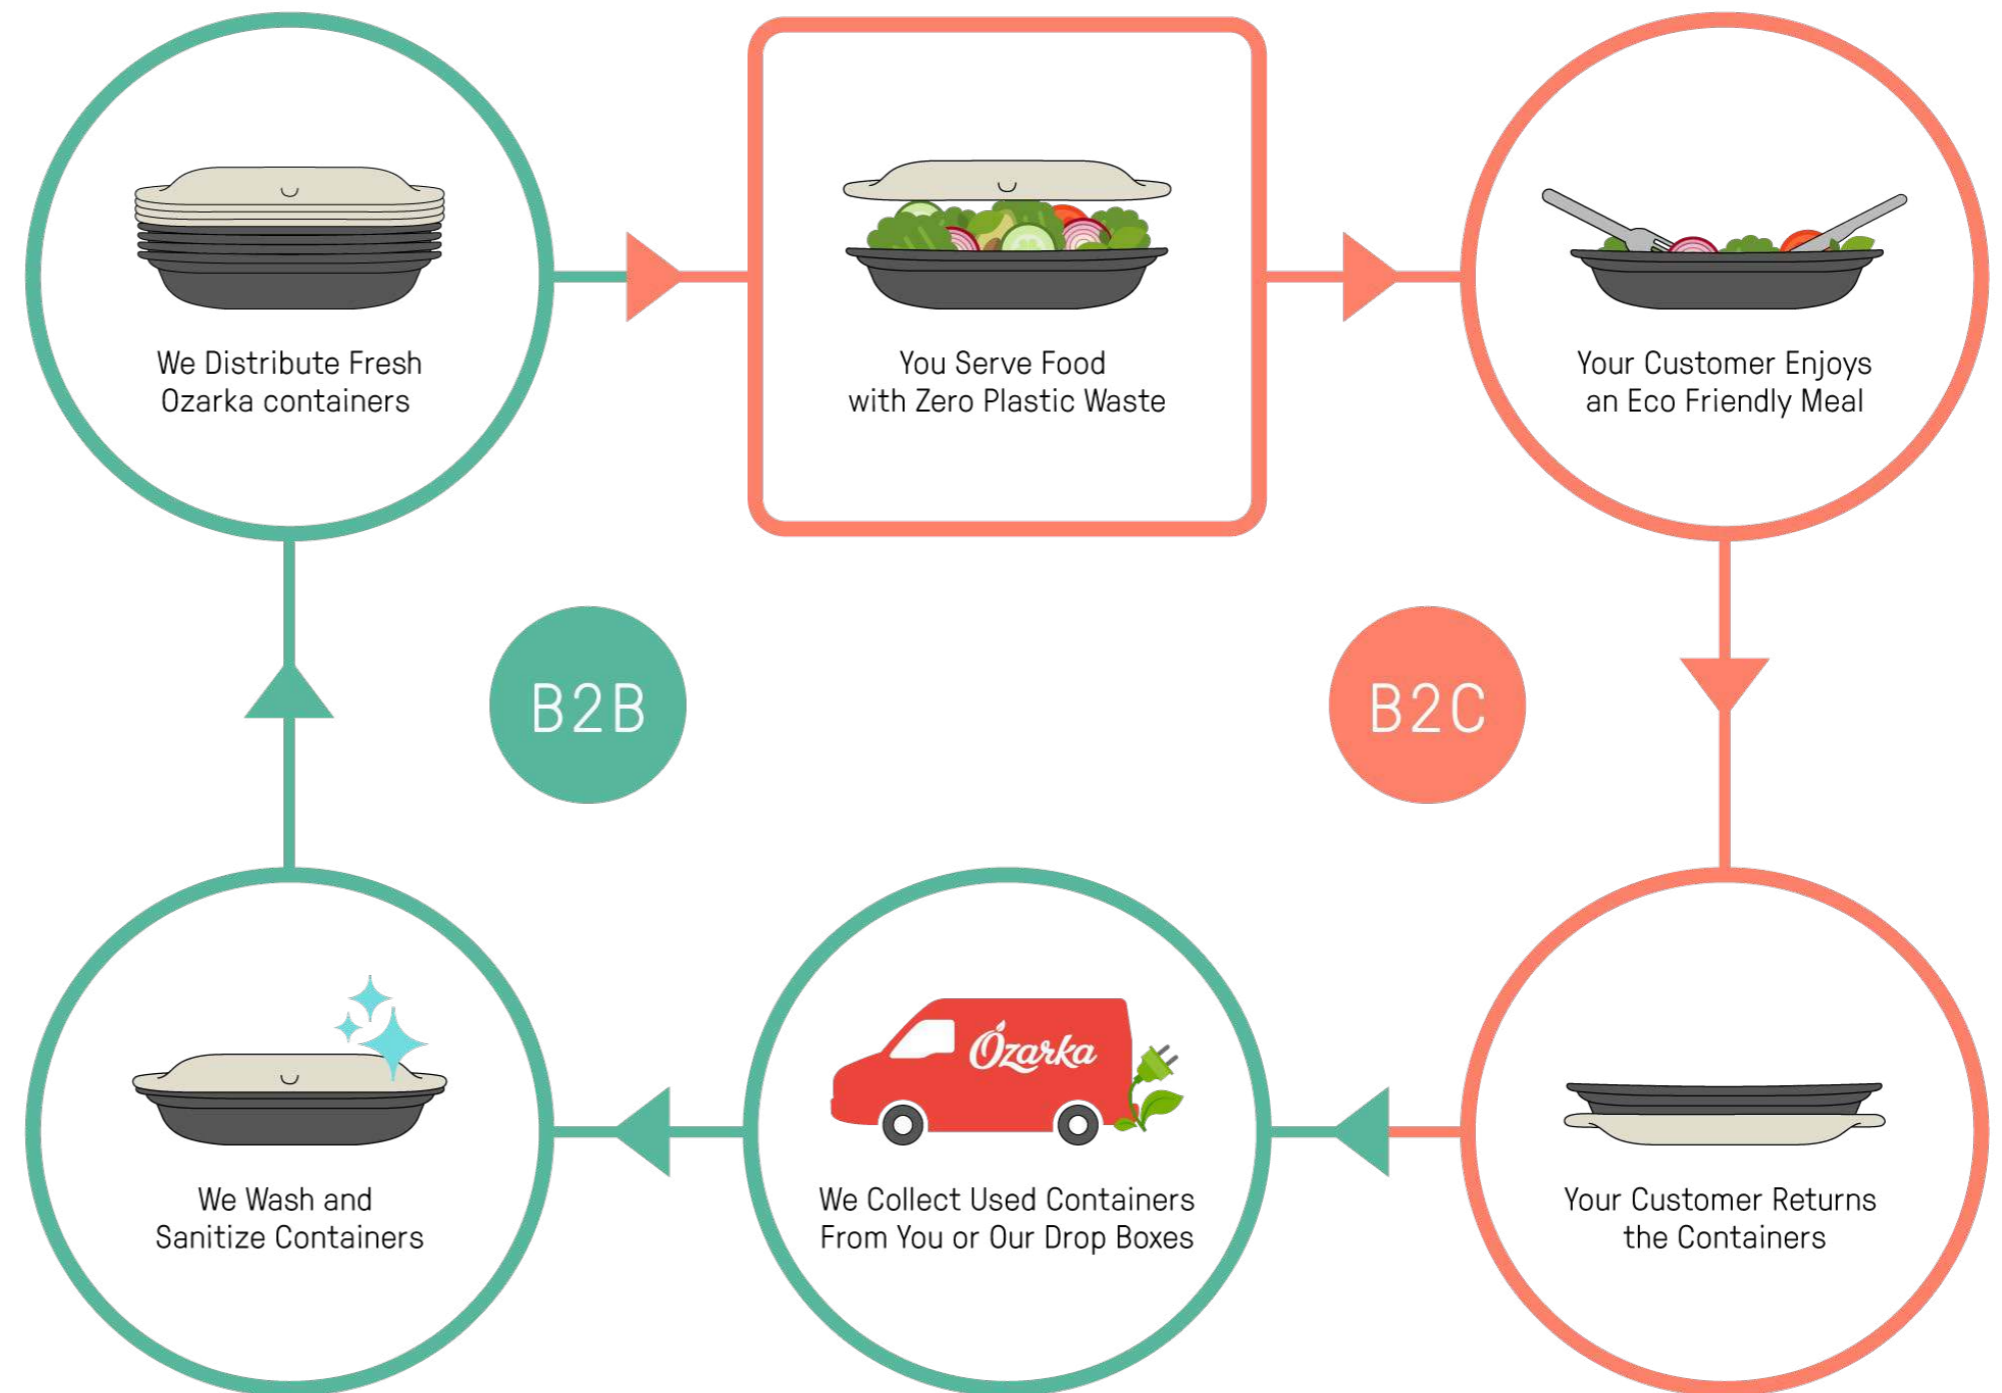 We Distribute Fresh
Ozarka containers
You Serve Food
with Zero Plastic Waste
Your Customer Enjoys
an Eco Friendly Meal
B2B
B2C
We Wash and
Sanitize Containers
Ozarka
We Collect Used Containers
From You or Our Drop Boxes
Your Customer Returns
the Containers